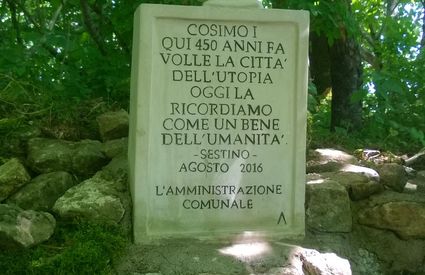 COSIMO I
QUI 450 ANNI FA
VOLLE LA CITTA'
DELL'UTOPIA
OGGI LA
RICORDIAMO
COME UN BENE
DELL'UMANITA'.
- SESTINO -
AGOSTO 2016
L'AMMINISTRAZIONE
COMUNALE